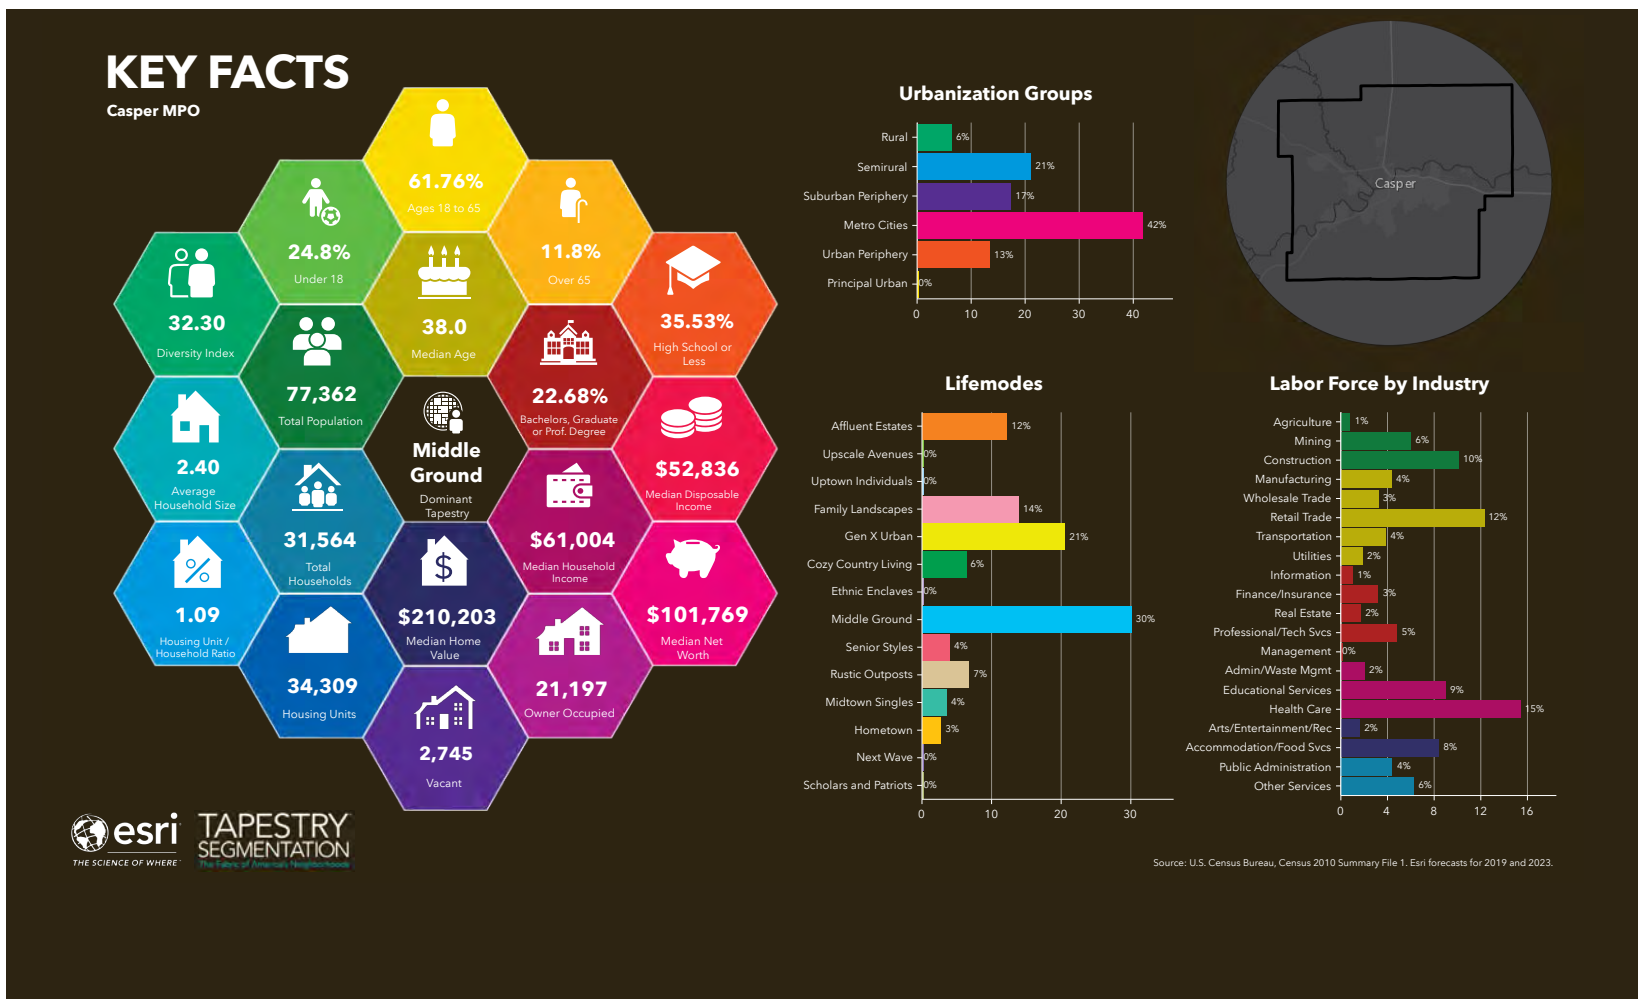 KEY FACTS
Casper MPO
61.76%
Ages 18 to 65
24.8%
Under 18
11.8%
Over 65
32.30
Diversity Index
38.0
Median Age
35.53%
High School or
Less
77,362
Total Population
22.68%
Bachelors, Graduate
or Prof. Degree
2.40
Average
Household Size
Middle
Ground
Dominant
Tapestry
$52,836
Median Disposable
Income
31,564
Total
Households
$61,004
Median Household
Income
1.09
Housing Unit /
Household Ratio
$
$210,203
Median Home
Value
$101,769
Median Net
Worth
34,309
Housing Units
21,197
Owner Occupied
2,745
Vacant
esri
THE SCIENCE OF WHERE
TAPESTRY
SEGMENTATION
The Fabric of America's Neighborhoods
Urbanization Groups
Rural 6%
Semirural 21%
Suburban Periphery 17%
Metro Cities 42%
Urban Periphery 13%
Principal Urban 0%
0 10 20 30 40
Casper
Lifemodes
Affluent Estates 12%
Upscale Avenues 0%
Uptown Individuals 0%
Family Landscapes 14%
Gen X Urban 21%
Cozy Country Living 6%
Ethnic Enclaves 0%
Middle Ground 30%
Senior Styles 4%
Rustic Outposts 7%
Midtown Singles 4%
Hometown 3%
Next Wave 0%
Scholars and Patriots 0%
0 10 20 30
Labor Force by Industry
Agriculture 1%
Mining 6%
Construction 10%
Manufacturing 4%
Wholesale Trade 3%
Retail Trade 12%
Transportation 4%
Utilities 2%
Information 1%
Finance/Insurance 3%
Real Estate 2%
Professional/Tech Svcs 5%
Management 0%
Admin/Waste Mgmt 2%
Educational Services 9%
Health Care 15%
Arts/Entertainment/Rec 2%
Accommodation/Food Svcs 8%
Public Administration 4%
Other Services 6%
0 4 8 12 16
Source: U.S. Census Bureau, Census 2010 Summary File 1. Esri forecasts for 2019 and 2023.